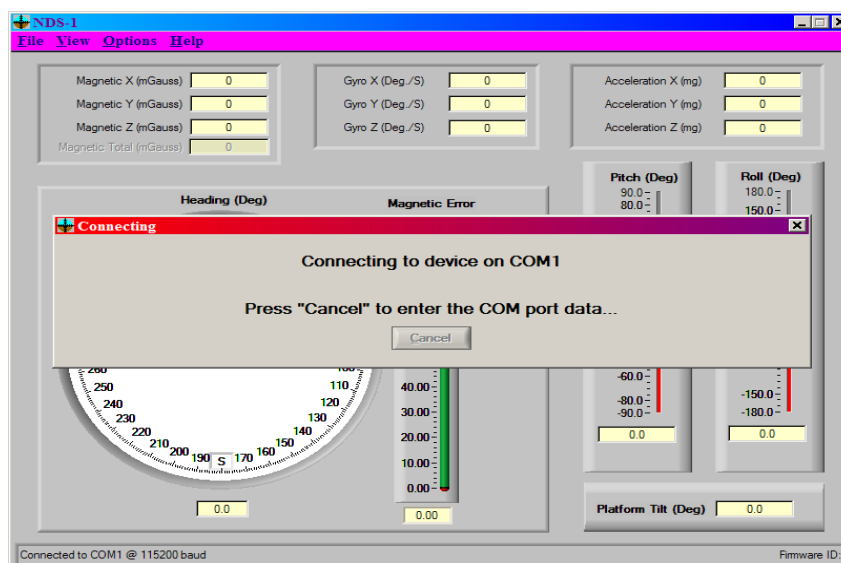 NDS-1
File View Options Help
Magnetic X (mGauss) 0
Magnetic Y (mGauss) 0
Magnetic Z (mGauss) 0
Magnetic Total (mGauss) 0
Gyro X (Deg./S) 0
Gyro Y (Deg./S) 0
Gyro Z (Deg./S) 0
Acceleration X (mg) 0
Acceleration Y (mg) 0
Acceleration Z (mg) 0
Heading (Deg)
Magnetic Error
Pitch (Deg)
90.0
80.0
Roll (Deg)
180.0
150.0
Connecting
Connecting to device on COM1
Press "Cancel" to enter the COM port data...
Cancel
260
250
240
230
220
210
200
190
S
170
160
150
140
130
120
110
0.0
40.00
30.00
20.00
10.00
0.00
0.00
-60.0
-80.0
-90.0
0.0
-150.0
-180.0
0.0
Platform Tilt (Deg) 0.0
Connected to COM1 @ 115200 baud
Firmware ID: